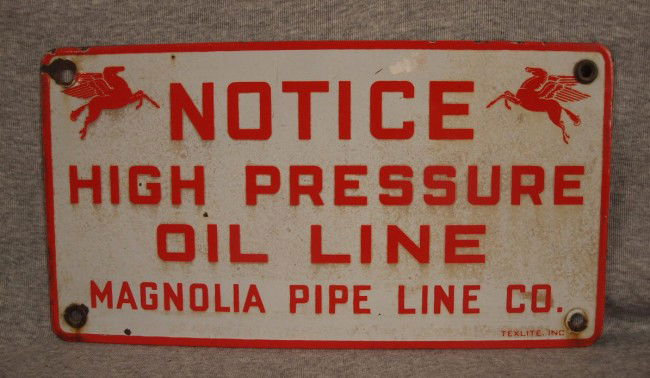 NOTICE
HIGH PRESSURE
OIL LINE
MAGNOLIA PIPE LINE CO.
TEXLITE, INC